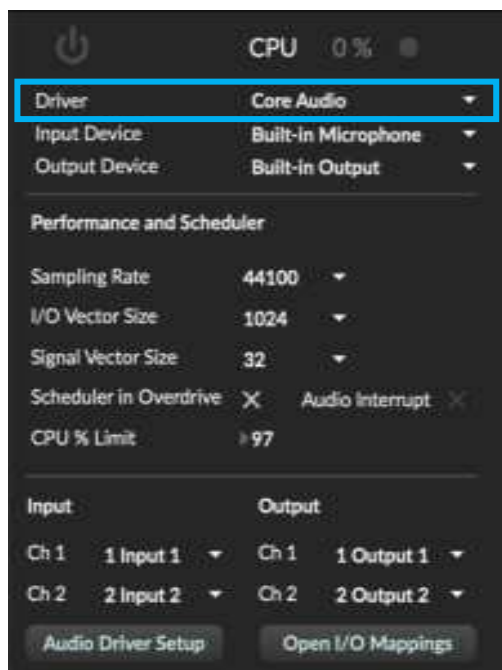 CPU 0 %
Driver Core Audio
Input Device Built-in Microphone
Output Device Built-in Output
Performance and Scheduler
Sampling Rate 44100
I/O Vector Size 1024
Signal Vector Size 32
Scheduler in Overdrive X Audio Interrupt X
CPU % Limit 97
Input Output
Ch 1 1 Input 1 Ch 1 1 Output 1
Ch 2 2 Input 2 Ch 2 2 Output 2
Audio Driver Setup Open I/O Mappings